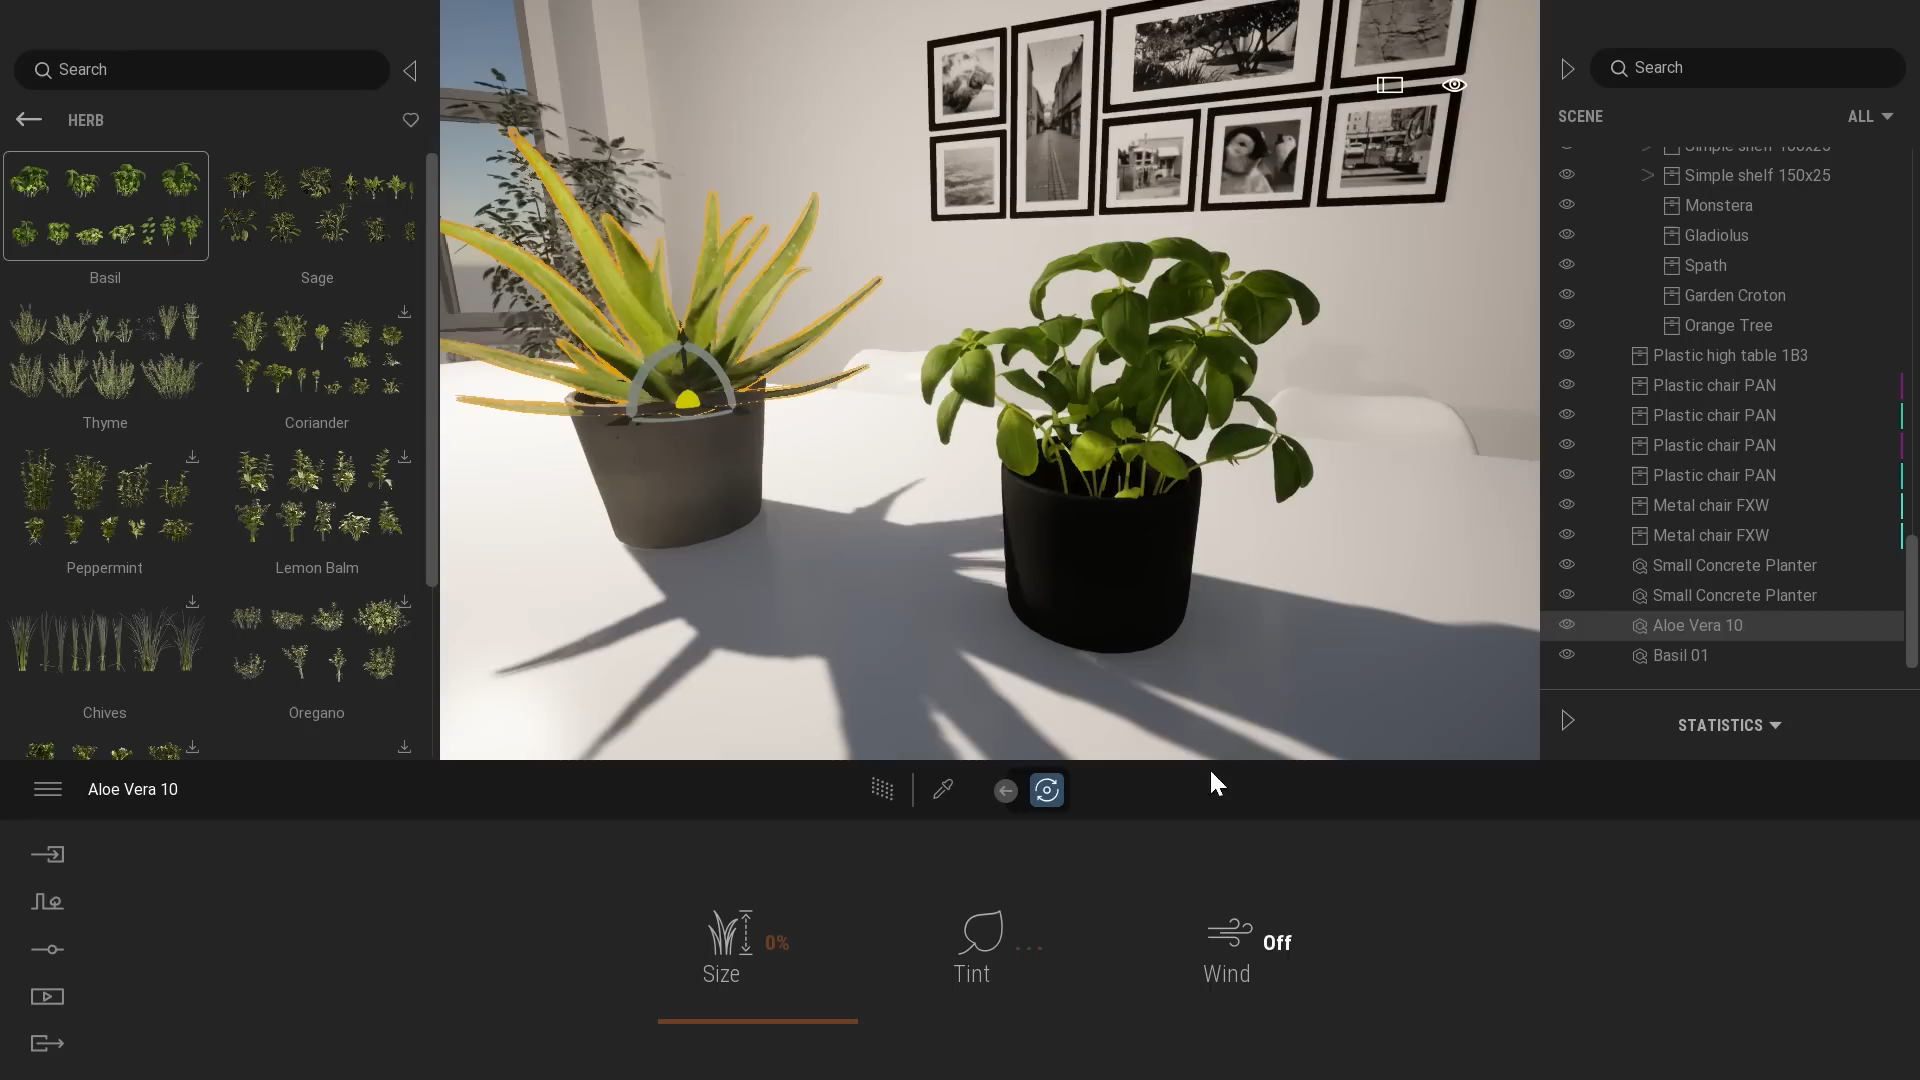 Search
HERB
Basil
Sage
Thyme
Coriander
Peppermint
Lemon Balm
Chives
Oregano
Search
SCENE
ALL
Simple shelf 150x25
Monstera
Gladiolus
Spath
Garden Croton
Orange Tree
Plastic high table 1B3
Plastic chair PAN
Plastic chair PAN
Plastic chair PAN
Plastic chair PAN
Metal chair FXW
Metal chair FXW
Small Concrete Planter
Small Concrete Planter
Aloe Vera 10
Basil 01
STATISTICS
Aloe Vera 10
0%
Size
...
Tint
Off
Wind